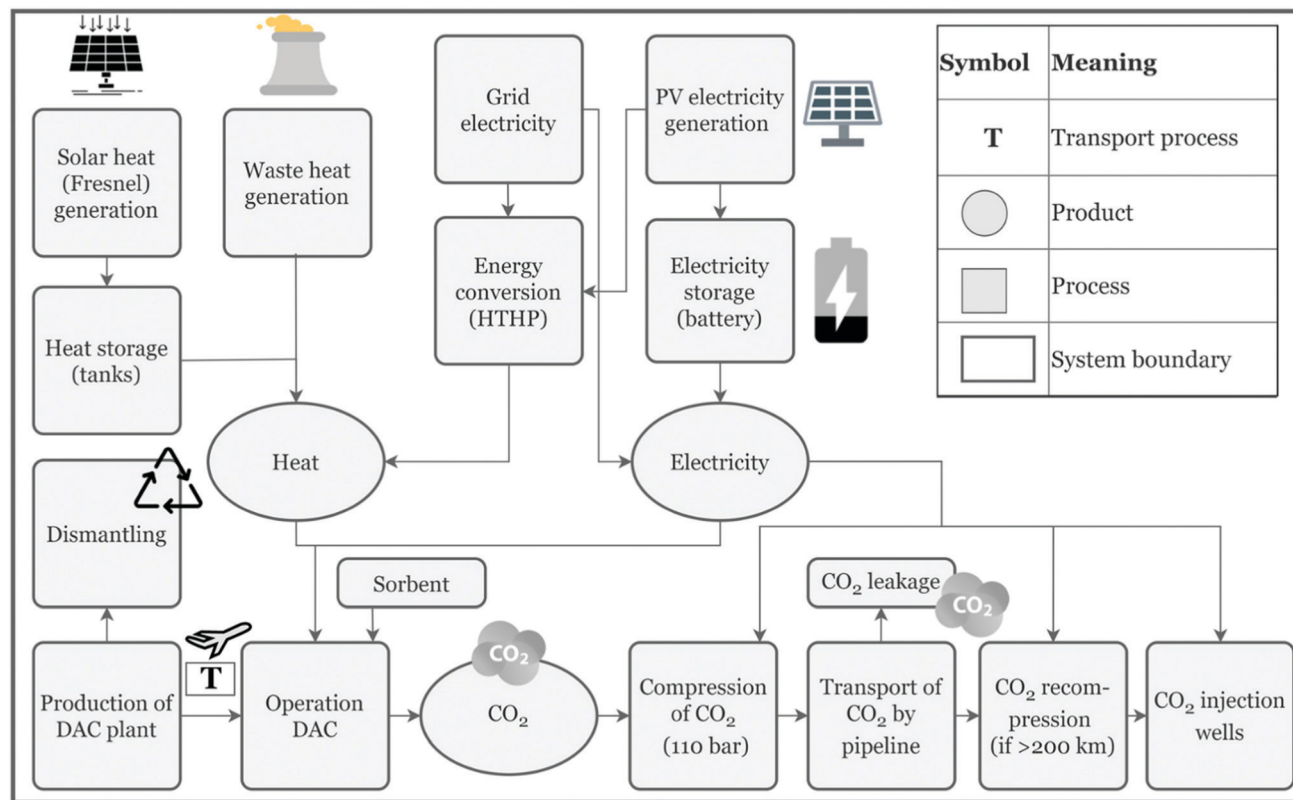 Solar heat
(Fresnel)
generation
Waste heat
generation
Grid
electricity
PV electricity
generation
Symbol Meaning
T Transport process
Product
Process
System boundary
Heat storage
(tanks)
Energy
conversion
(HTHP)
Electricity
storage
(battery)
Heat
Electricity
Dismantling
Sorbent
CO₂ leakage
CO₂
Production of
DAC plant
T
Operation
DAC
CO₂
CO₂
Compression
of CO₂
(110 bar)
Transport of
CO₂ by
pipeline
CO₂ recom-
pression
(if >200 km)
CO₂ injection
wells